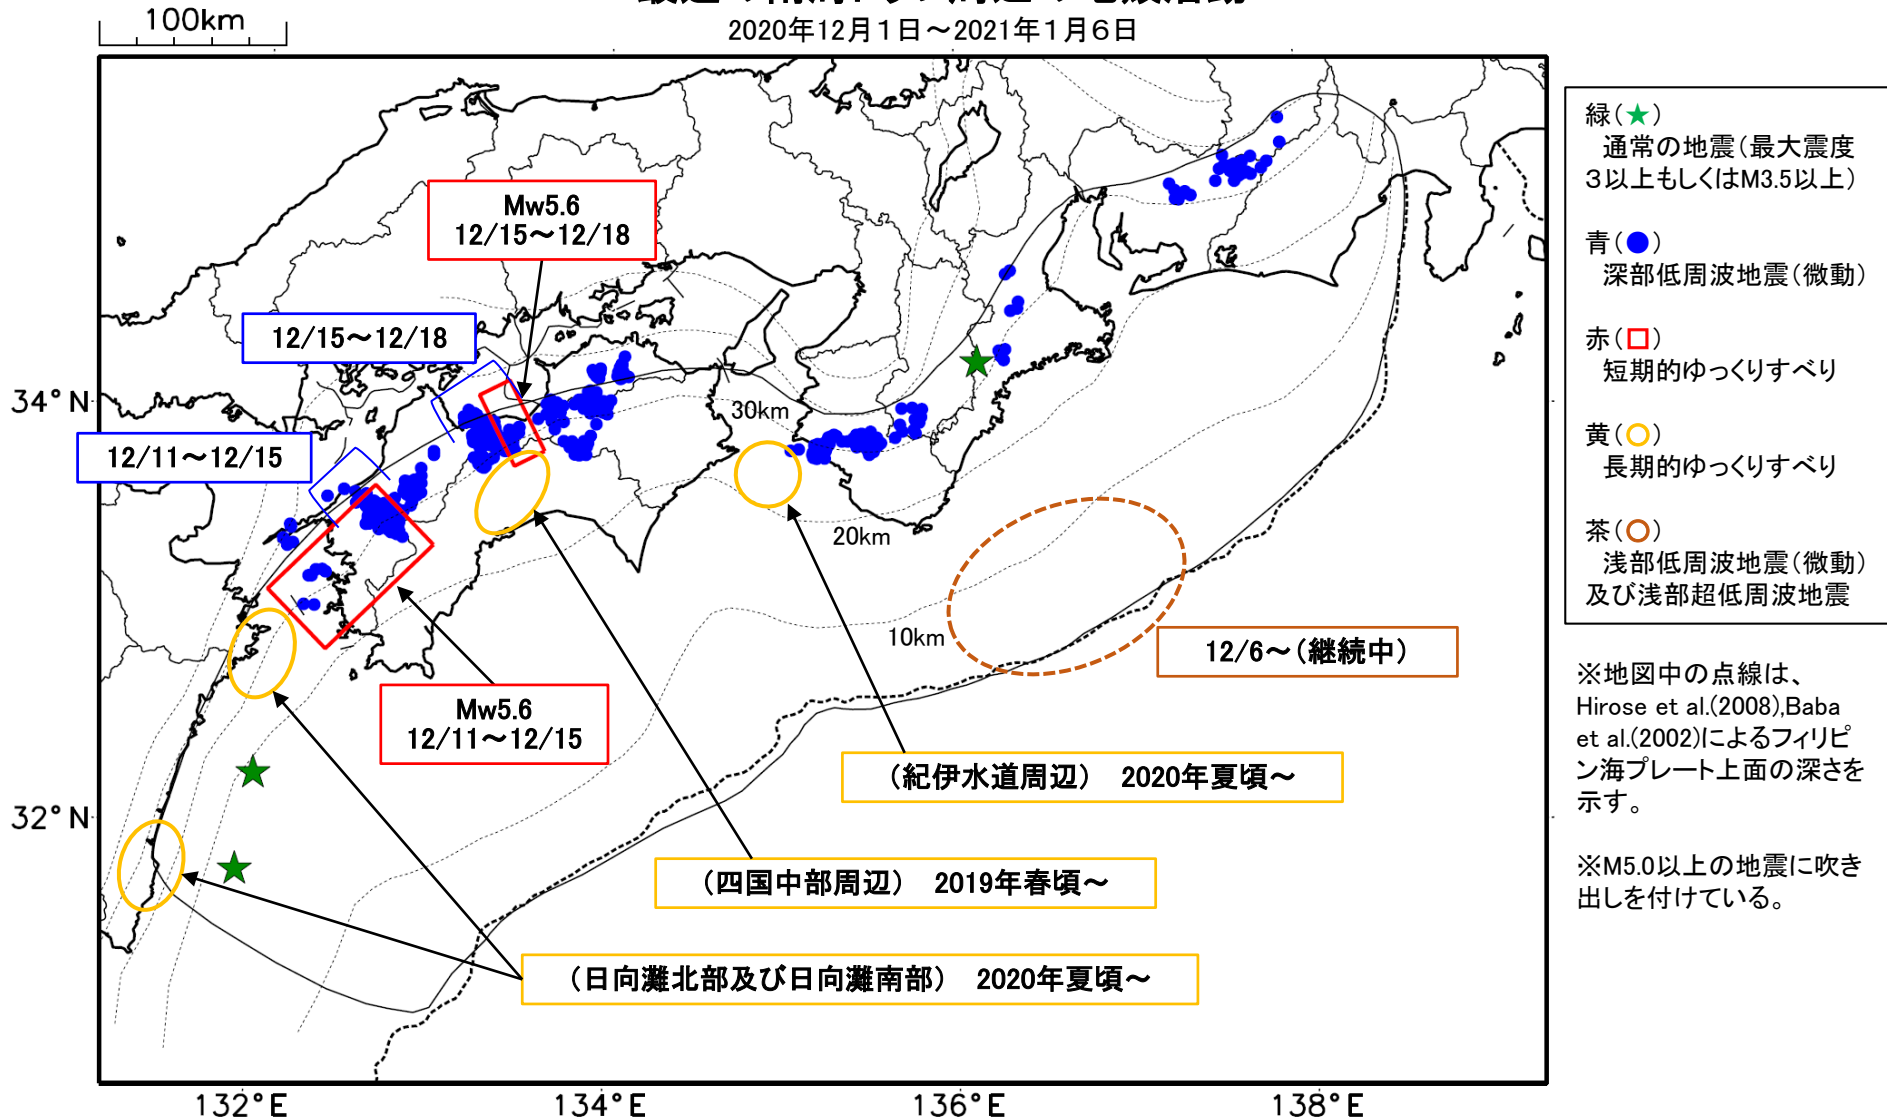 100km
2020年12月1日～2021年1月6日
緑(★)
通常の地震(最大震度
3以上もしくはM3.5以上)
青(●)
深部低周波地震(微動)
赤(□)
短期的ゆっくりすべり
黄(○)
長期的ゆっくりすべり
茶(○)
浅部低周波地震(微動)
及び浅部超低周波地震
※地図中の点線は、
Hirose et al.(2008),Baba
et al.(2002)によるフィリピ
ン海プレート上面の深さを
示す。
※M5.0以上の地震に吹き
出しを付けている。
Mw5.6
12/15～12/18
12/15～12/18
12/11～12/15
34°N
30km
20km
10km
12/6～(継続中)
Mw5.6
12/11～12/15
(紀伊水道周辺) 2020年夏頃～
32°N
(四国中部周辺) 2019年春頃～
(日向灘北部及び日向灘南部) 2020年夏頃～
132°E
134°E
136°E
138°E